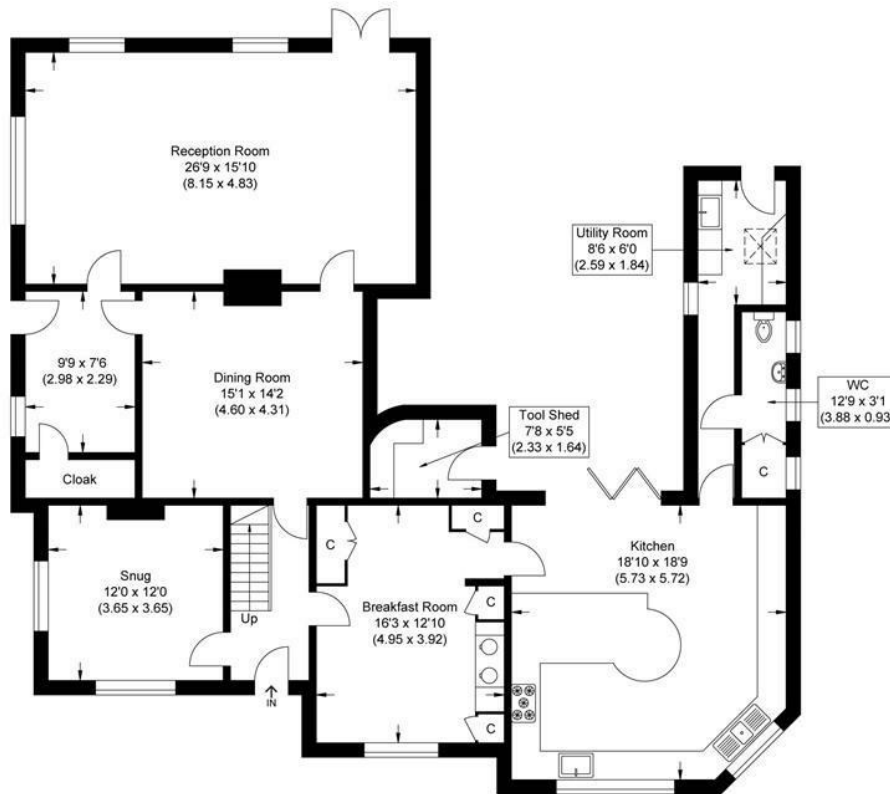 Reception Room
26'9 x 15'10
(8.15 x 4.83)
Utility Room
8'6 x 6'0
(2.59 x 1.84)
9'9 x 7'6
(2.98 x 2.29)
Dining Room
15'1 x 14'2
(4.60 x 4.31)
WC
12'9 x 3'1
(3.88 x 0.93)
Tool Shed
7'8 x 5'5
(2.33 x 1.64)
Cloak
C
C
C
Snug
12'0 x 12'0
(3.65 x 3.65)
Up
Kitchen
18'10 x 18'9
(5.73 x 5.72)
Breakfast Room
16'3 x 12'10
(4.95 x 3.92)
C
C
IN